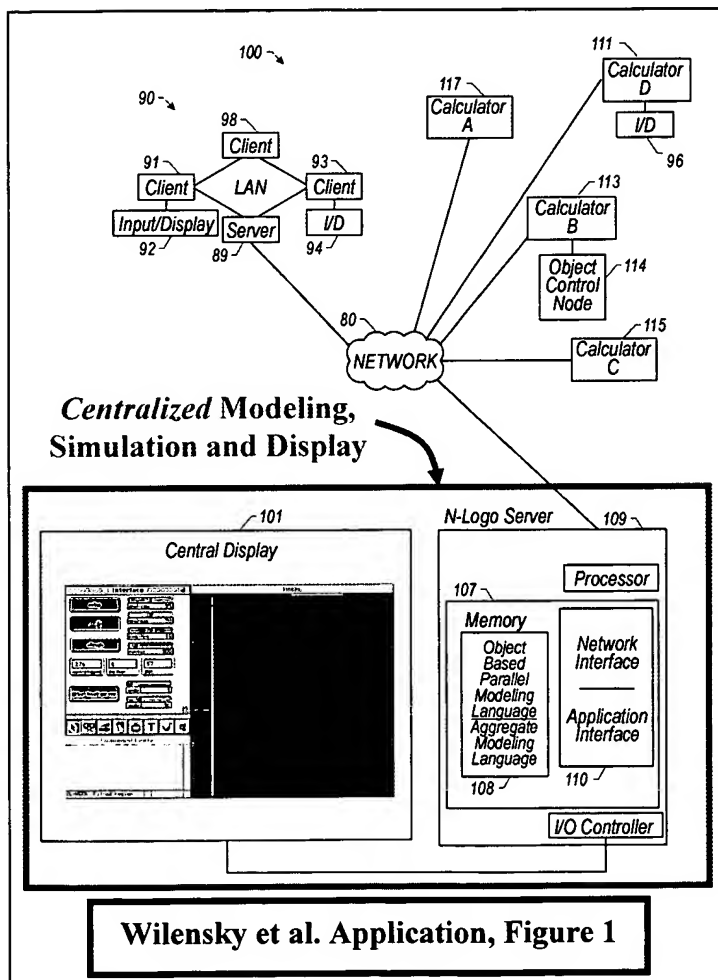 100
111
Calculator
D
I/D
96
117
Calculator
A
90
98
Client
91
Client
LAN
93
Client
Input/Display
92
Server
89
I/D
94
113
Calculator
B
Object
Control
Node
114
80
NETWORK
115
Calculator
C
Centralized Modeling,
Simulation and Display
101
Central Display
N-Logo Server
109
Processor
107
Memory
Object
Based
Parallel
Modeling
Language
Aggregate
Modeling
Language
108
Network
Interface
Application
Interface
110
I/O Controller
Wilensky et al. Application, Figure 1